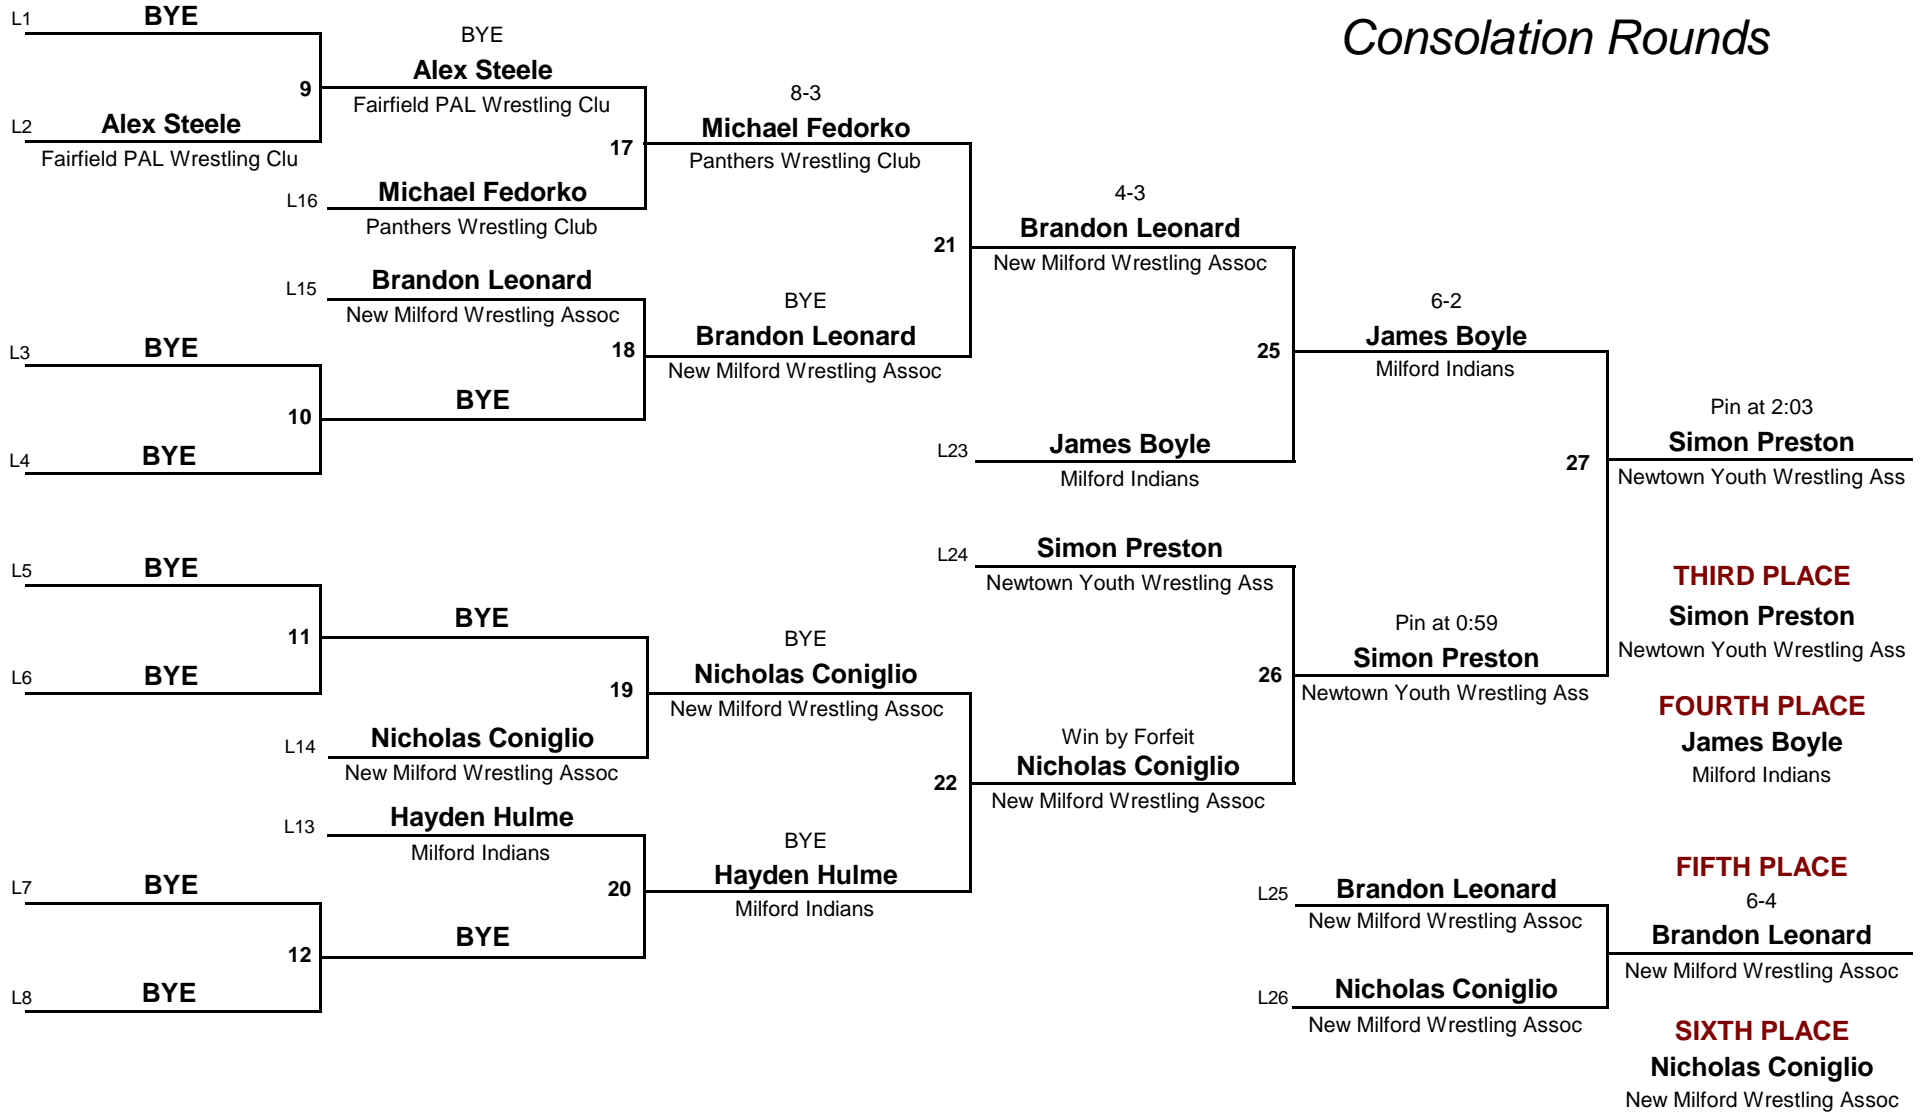 Consolation Rounds
L1
BYE
9
L2
Alex Steele
Fairfield PAL Wrestling Clu
L3
BYE
10
L4
BYE
L5
BYE
11
L6
BYE
L7
BYE
12
L8
BYE
BYE
Alex Steele
Fairfield PAL Wrestling Clu
17
L16
Michael Fedorko
Panthers Wrestling Club
L15
Brandon Leonard
New Milford Wrestling Assoc
18
BYE
BYE
19
L14
Nicholas Coniglio
New Milford Wrestling Assoc
L13
Hayden Hulme
Milford Indians
20
BYE
8-3
Michael Fedorko
Panthers Wrestling Club
21
BYE
Brandon Leonard
New Milford Wrestling Assoc
BYE
Nicholas Coniglio
New Milford Wrestling Assoc
22
BYE
Hayden Hulme
Milford Indians
4-3
Brandon Leonard
New Milford Wrestling Assoc
25
L23
James Boyle
Milford Indians
L24
Simon Preston
Newtown Youth Wrestling Ass
26
Win by Forfeit
Nicholas Coniglio
New Milford Wrestling Assoc
6-2
James Boyle
Milford Indians
27
Pin at 0:59
Simon Preston
Newtown Youth Wrestling Ass
L25
Brandon Leonard
New Milford Wrestling Assoc
L26
Nicholas Coniglio
New Milford Wrestling Assoc
Pin at 2:03
Simon Preston
Newtown Youth Wrestling Ass
THIRD PLACE
Simon Preston
Newtown Youth Wrestling Ass
FOURTH PLACE
James Boyle
Milford Indians
FIFTH PLACE
6-4
Brandon Leonard
New Milford Wrestling Assoc
SIXTH PLACE
Nicholas Coniglio
New Milford Wrestling Assoc